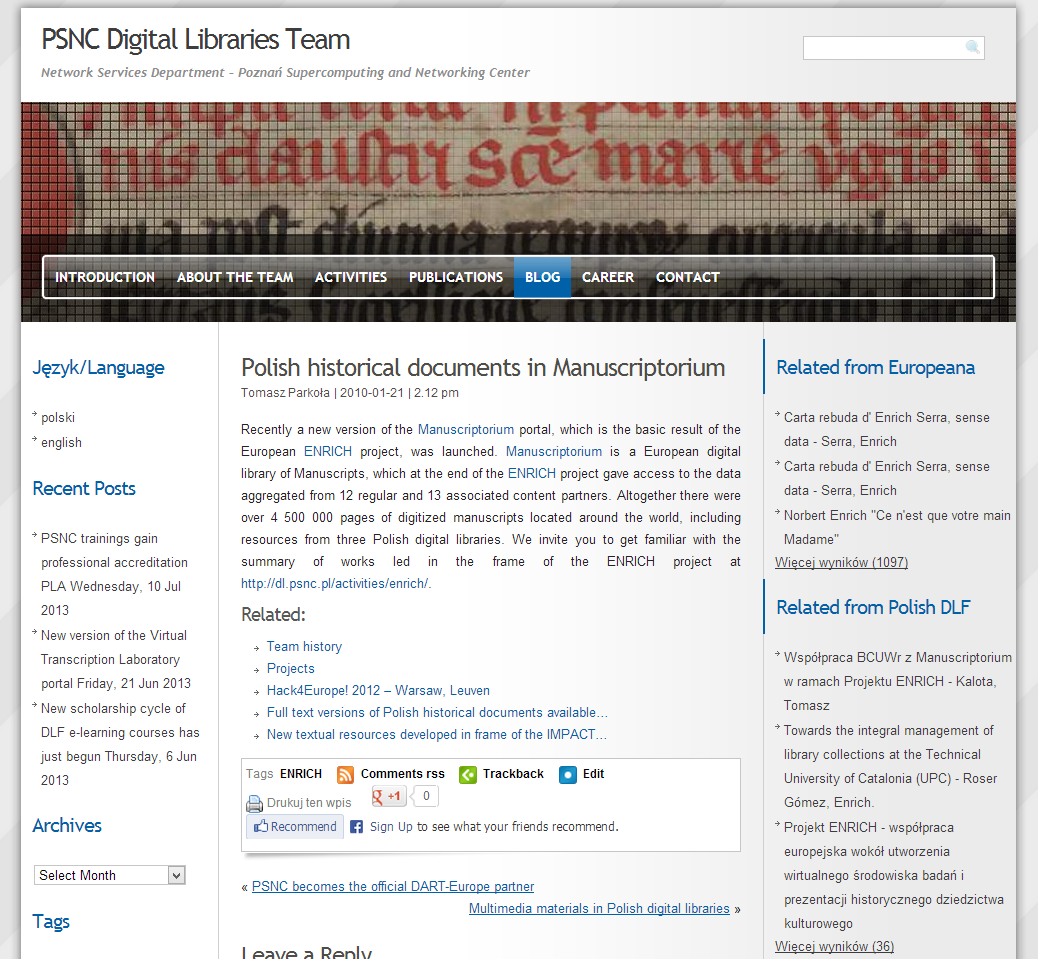 PSNC Digital Libraries Team
Network Services Department – Poznań Supercomputing and Networking Center
INTRODUCTION ABOUT THE TEAM ACTIVITIES PUBLICATIONS BLOG CAREER CONTACT
Język/Language
polski
english
Recent Posts
PSNC trainings gain
professional accreditation
PLA Wednesday, 10 Jul
2013
New version of the Virtual
Transcription Laboratory
portal Friday, 21 Jun 2013
New scholarship cycle of
DLF e-learning courses has
just begun Thursday, 6 Jun
2013
Archives
Select Month
Tags
Polish historical documents in Manuscriptorium
Tomasz Parkoła | 2010-01-21 | 2.12 pm
Recently a new version of the Manuscriptorium portal, which is the basic result of the
European ENRICH project, was launched. Manuscriptorium is a European digital
library of Manuscripts, which at the end of the ENRICH project gave access to the data
aggregated from 12 regular and 13 associated content partners. Altogether there were
over 4 500 000 pages of digitized manuscripts located around the world, including
resources from three Polish digital libraries. We invite you to get familiar with the
summary of works led in the frame of the ENRICH project at
http://dl.psnc.pl/activities/enrich/.
Related:
Team history
Projects
Hack4Europe! 2012 – Warsaw, Leuven
Full text versions of Polish historical documents available…
New textual resources developed in frame of the IMPACT…
Tags ENRICH Comments rss Trackback Edit
Drukuj ten wpis g +1 0
Recommend Sign Up to see what your friends recommend.
« PSNC becomes the official DART-Europe partner
Multimedia materials in Polish digital libraries »
Leave a Reply
Related from Europeana
Carta rebuda d' Enrich Serra, sense
data - Serra, Enrich
Carta rebuda d' Enrich Serra, sense
data - Serra, Enrich
Norbert Enrich "Ce n'est que votre main
Madame"
Więcej wyników (1097)
Related from Polish DLF
Współpraca BCUWr z Manuscriptorium
w ramach Projektu ENRICH - Kalota,
Tomasz
Towards the integral management of
library collections at the Technical
University of Catalonia (UPC) - Roser
Gómez, Enrich.
Projekt ENRICH - współpraca
europejska wokół utworzenia
wirtualnego środowiska badań i
prezentacji historycznego dziedzictwa
kulturowego
Więcej wyników (36)